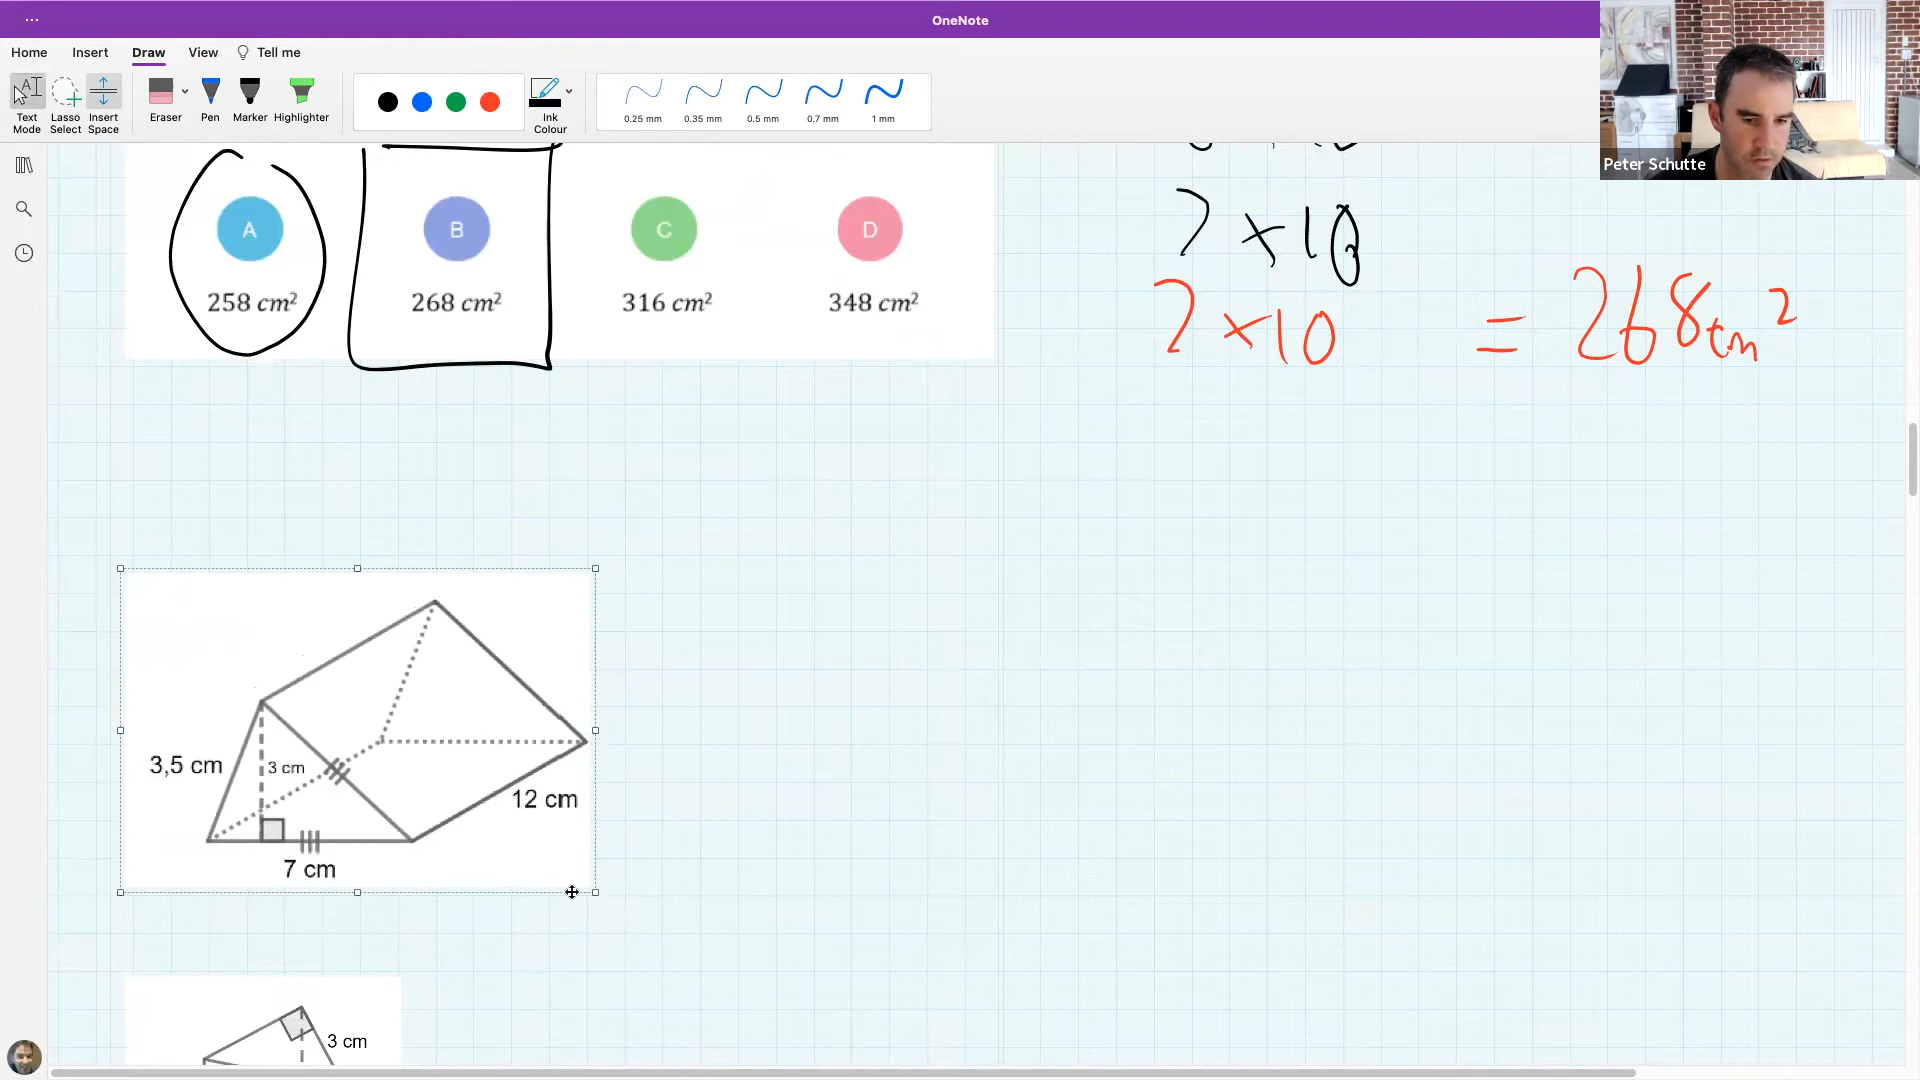 OneNote
Home Insert Draw View Tell me
Text Mode
Lasso Select
Insert Space
Eraser
Pen
Marker
Highlighter
Ink Colour
0.25 mm
0.35 mm
0.5 mm
0.7 mm
1 mm
Peter Schutte
A
B
C
D
258 cm²
268 cm²
316 cm²
348 cm²
7 × 10
7 × 10 = 268cm²
3,5 cm
3 cm
12 cm
7 cm
3 cm